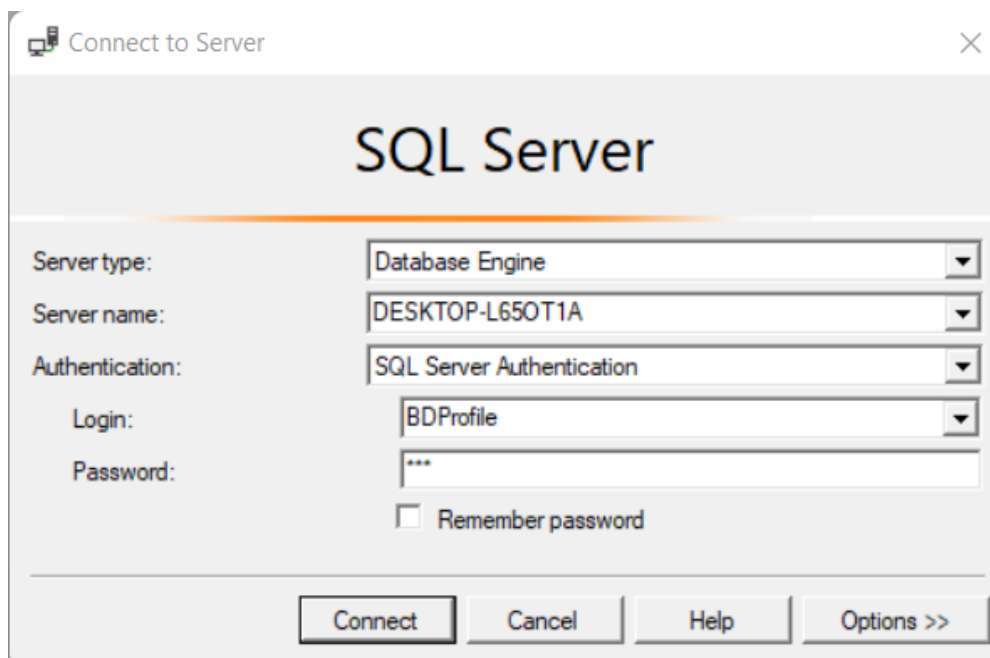 Connect to Server
SQL Server
Server type: Database Engine
Server name: DESKTOP-L65OT1A
Authentication: SQL Server Authentication
Login: BDProfile
Password: ***
Remember password
Connect Cancel Help Options >>